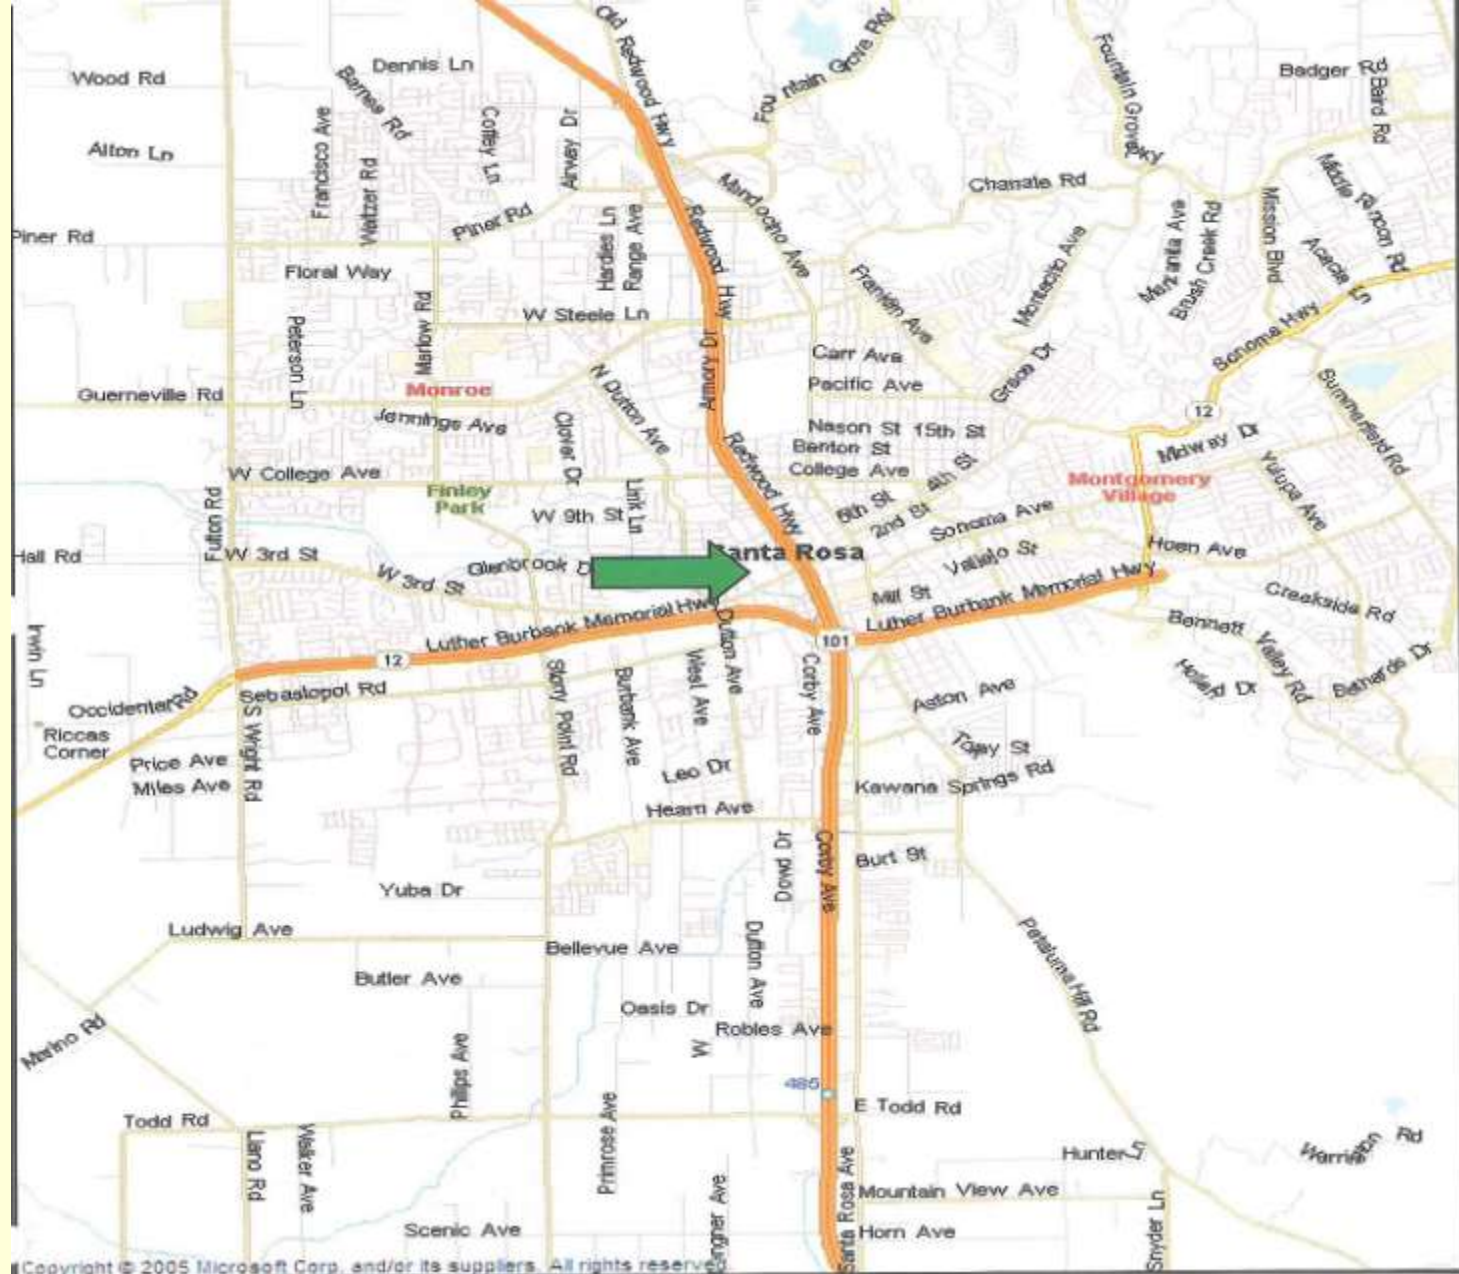 Old Redwood Hwy
Fou ntain Grove Pkwy
Fountain Grove
Pkwy
Badger Rd
Baird Rd
Dennis Ln
Wood Rd
Barnes Rd
Francisco Ave
Waltzer Rd
Coffey Ln
Airway Dr
Alton Ln
Mendocino Ave
Chanate Rd
Middle Rincon Rd
Mission Blvd
Piner Rd
Piner Rd
Hardies Ln
Range Ave
Redwood Hwy
Montecito Ave
Manzanita Ave
Brush Creek Rd
Acacia Ln
Floral Way
Franklin Ave
Peterson Ln
Marlow Rd
W Steele Ln
Armory Dr
Carr Ave
Pacific Ave
Grace Dr
Sonoma Hwy
Guerneville Rd
Monroe
N Dutton Ave
12
Summerfield Rd
Jennings Ave
Clover Dr
Nason St
15th St
Benton St
College Ave
Midway Dr
Yulupa Ave
Redwood Hwy
W College Ave
4th St
Montgomery
Village
Finley
Park
Link Ln
W 9th St
2nd St
Sonoma Ave
Fulton Rd
Hall Rd
W 3rd St
Glenbrook D
anta Rosa
Vallejo St
Hoen Ave
W 3rd St
Mill St
Luther Burbank Memorial Hwy
Luther Burbank Memorial Hwy
Creekside Rd
Bennett
Valley Rd
Irwin Ln
12
101
Dutton Ave
West Ave
Corby Ave
Bethards Dr
Occidental Rd
Sebastopol Rd
Stony Point Rd
Burbank Ave
Aston Ave
Riccas
Corner
S Wright Rd
Price Ave
Miles Ave
Leo Dr
Tokay St
Kawana Springs Rd
Hearn Ave
Dowd Dr
Corby Ave
Burt St
Yuba Dr
Ludwig Ave
Bellevue Ave
Dutton Ave
Petaluma Hill Rd
Butler Ave
Oasis Dr
W
Robles Ave
Merino Rd
Phillips Ave
485
Todd Rd
Primrose Ave
E Todd Rd
Llano Rd
Walker Ave
Hunter Ln
Rd
Santa Rosa Ave
Mountain View Ave
Snyder Ln
Scenic Ave
Horn Ave
Copyright © 2005 Microsoft Corp. and/or its suppliers. All rights reserved.